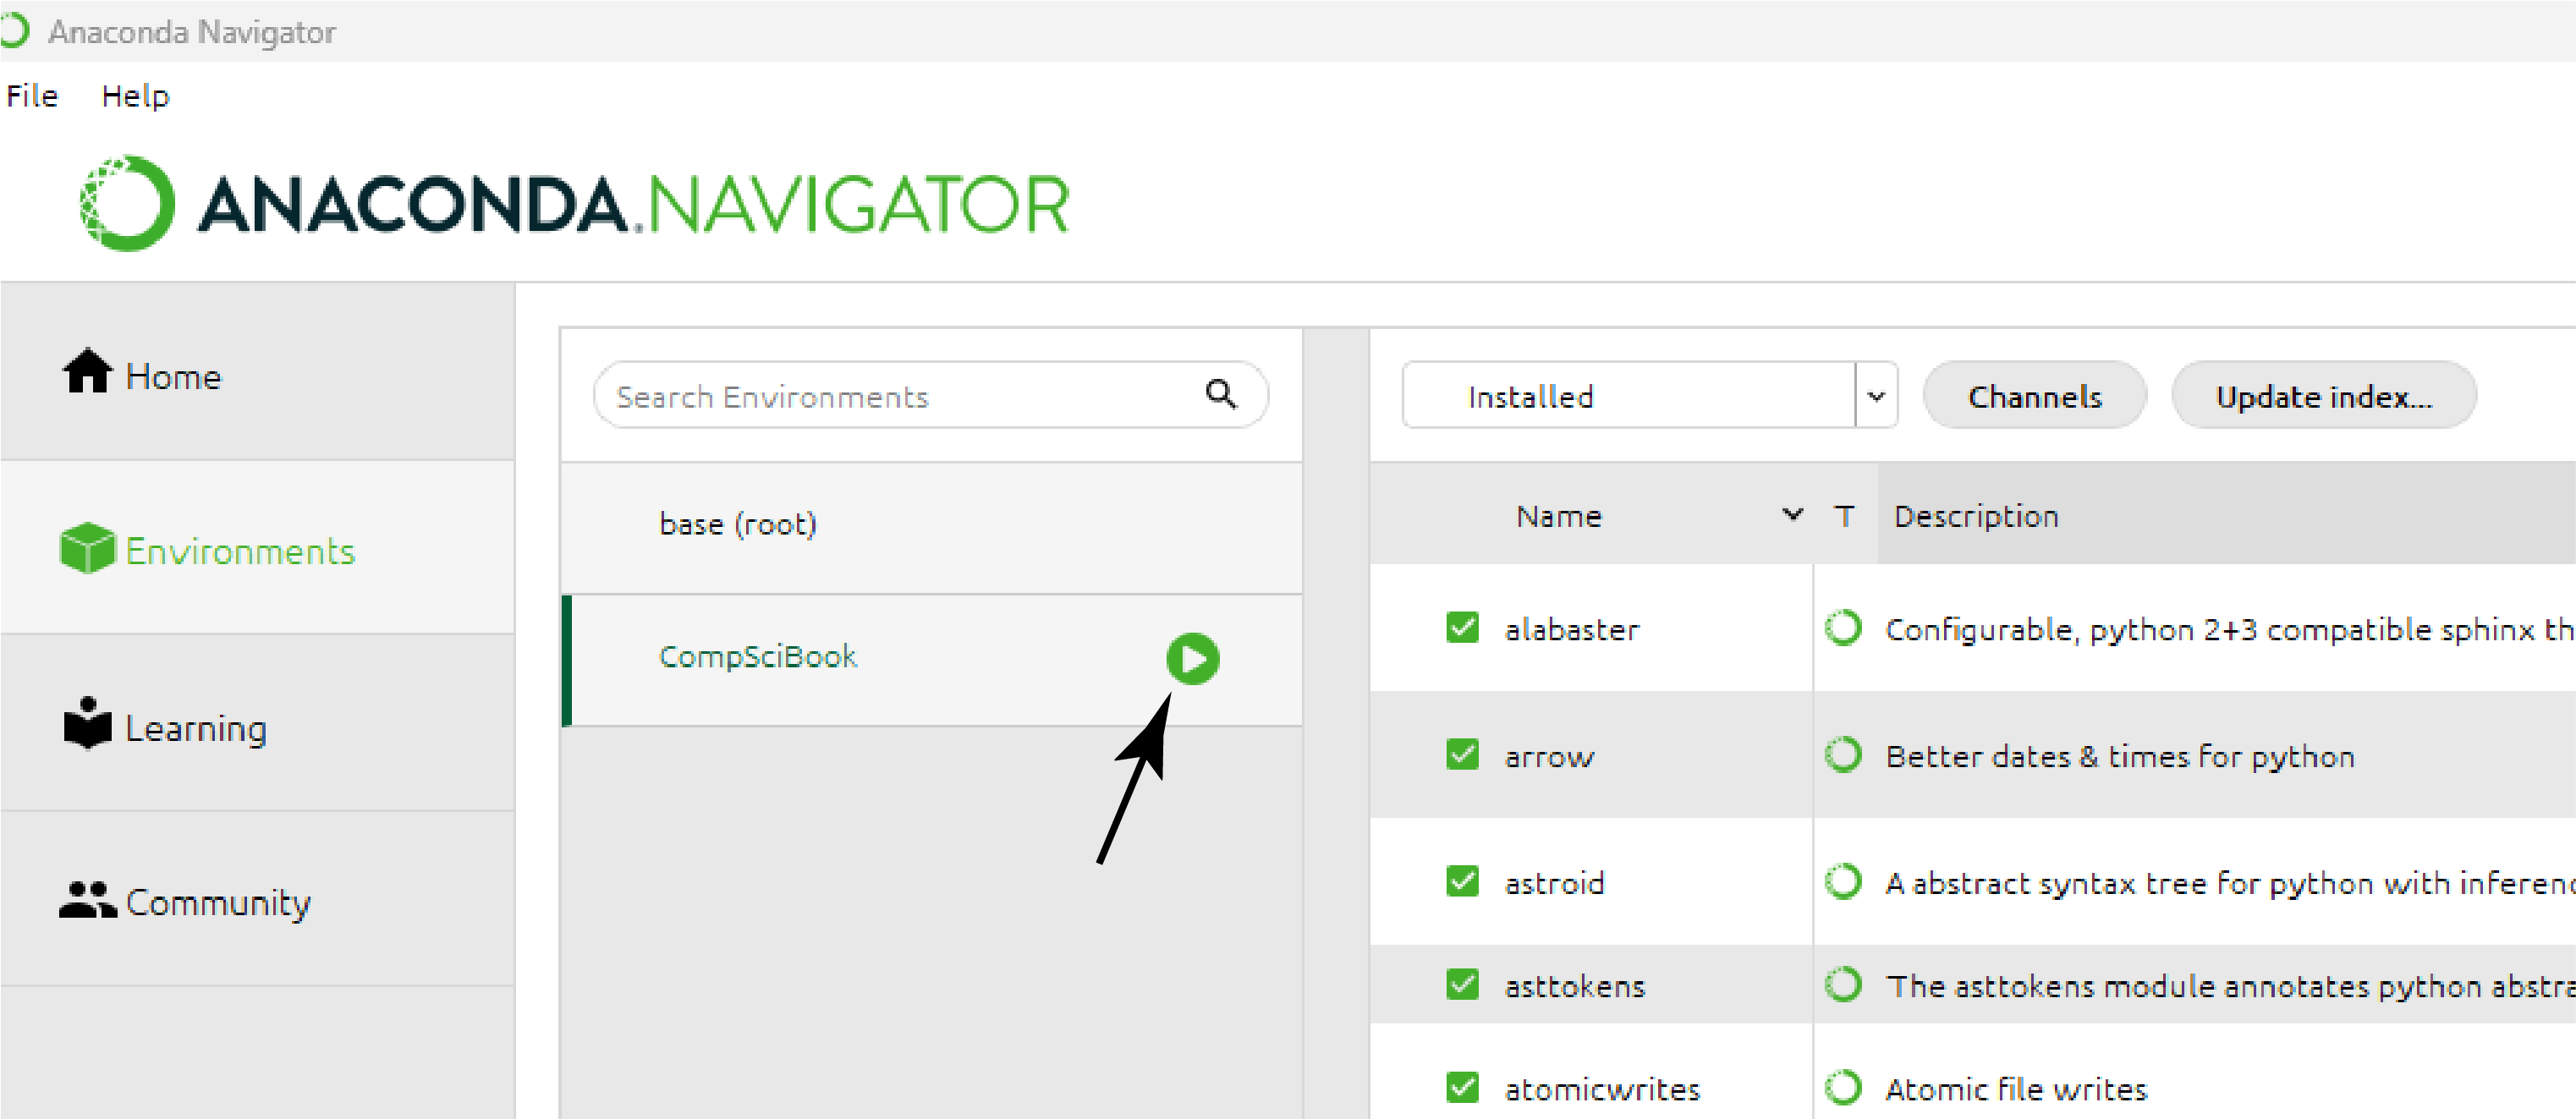 Anaconda Navigator
File Help
ANACONDA.NAVIGATOR
Home
Environments
Learning
Community
Search Environments
base (root)
CompSciBook
Installed Channels Update index...
Name T Description
alabaster Configurable, python 2+3 compatible sphinx th
arrow Better dates & times for python
astroid A abstract syntax tree for python with inferenc
asttokens The asttokens module annotates python abstra
atomicwrites Atomic file writes